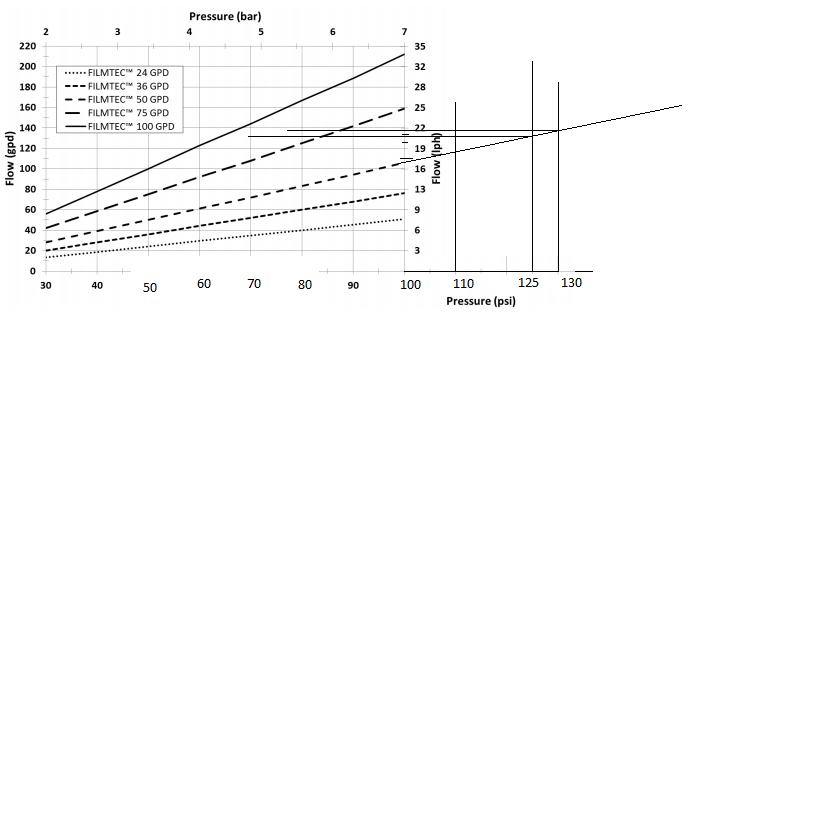 Pressure (bar)
2 3 4 5 6 7
220 35
200 32
180 28
160 25
140 22
120 19
100 16
80 13
60 9
40 6
20 3
0
FILMTEC™ 24 GPD
FILMTEC™ 36 GPD
FILMTEC™ 50 GPD
FILMTEC™ 75 GPD
FILMTEC™ 100 GPD
Flow (gpd)
Flow (lph)
30 40 50 60 70 80 90 100 110 125 130
Pressure (psi)